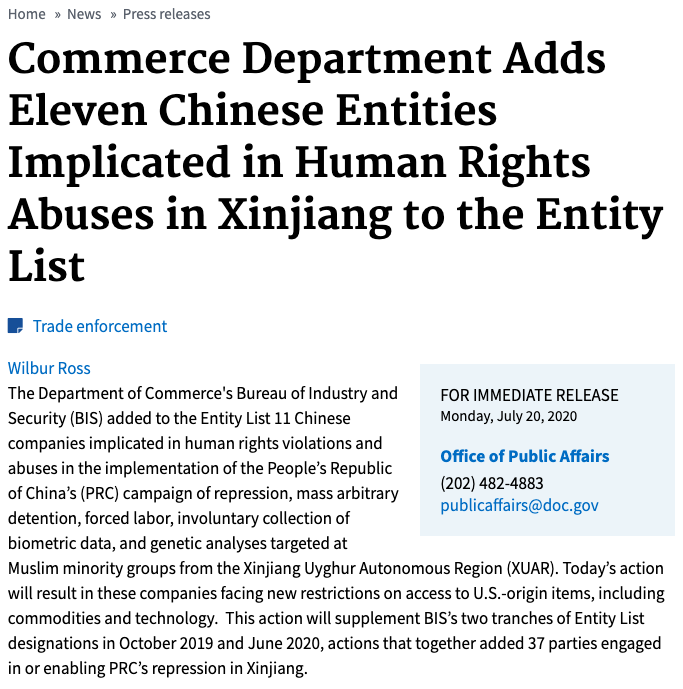 Home » News » Press releases
Commerce Department Adds
Eleven Chinese Entities
Implicated in Human Rights
Abuses in Xinjiang to the Entity
List
Trade enforcement
Wilbur Ross
The Department of Commerce's Bureau of Industry and
Security (BIS) added to the Entity List 11 Chinese
companies implicated in human rights violations and
abuses in the implementation of the People’s Republic
of China’s (PRC) campaign of repression, mass arbitrary
detention, forced labor, involuntary collection of
biometric data, and genetic analyses targeted at
Muslim minority groups from the Xinjiang Uyghur Autonomous Region (XUAR). Today’s action
will result in these companies facing new restrictions on access to U.S.-origin items, including
commodities and technology.  This action will supplement BIS’s two tranches of Entity List
designations in October 2019 and June 2020, actions that together added 37 parties engaged
in or enabling PRC’s repression in Xinjiang.
FOR IMMEDIATE RELEASE
Monday, July 20, 2020
Office of Public Affairs
(202) 482-4883
publicaffairs@doc.gov